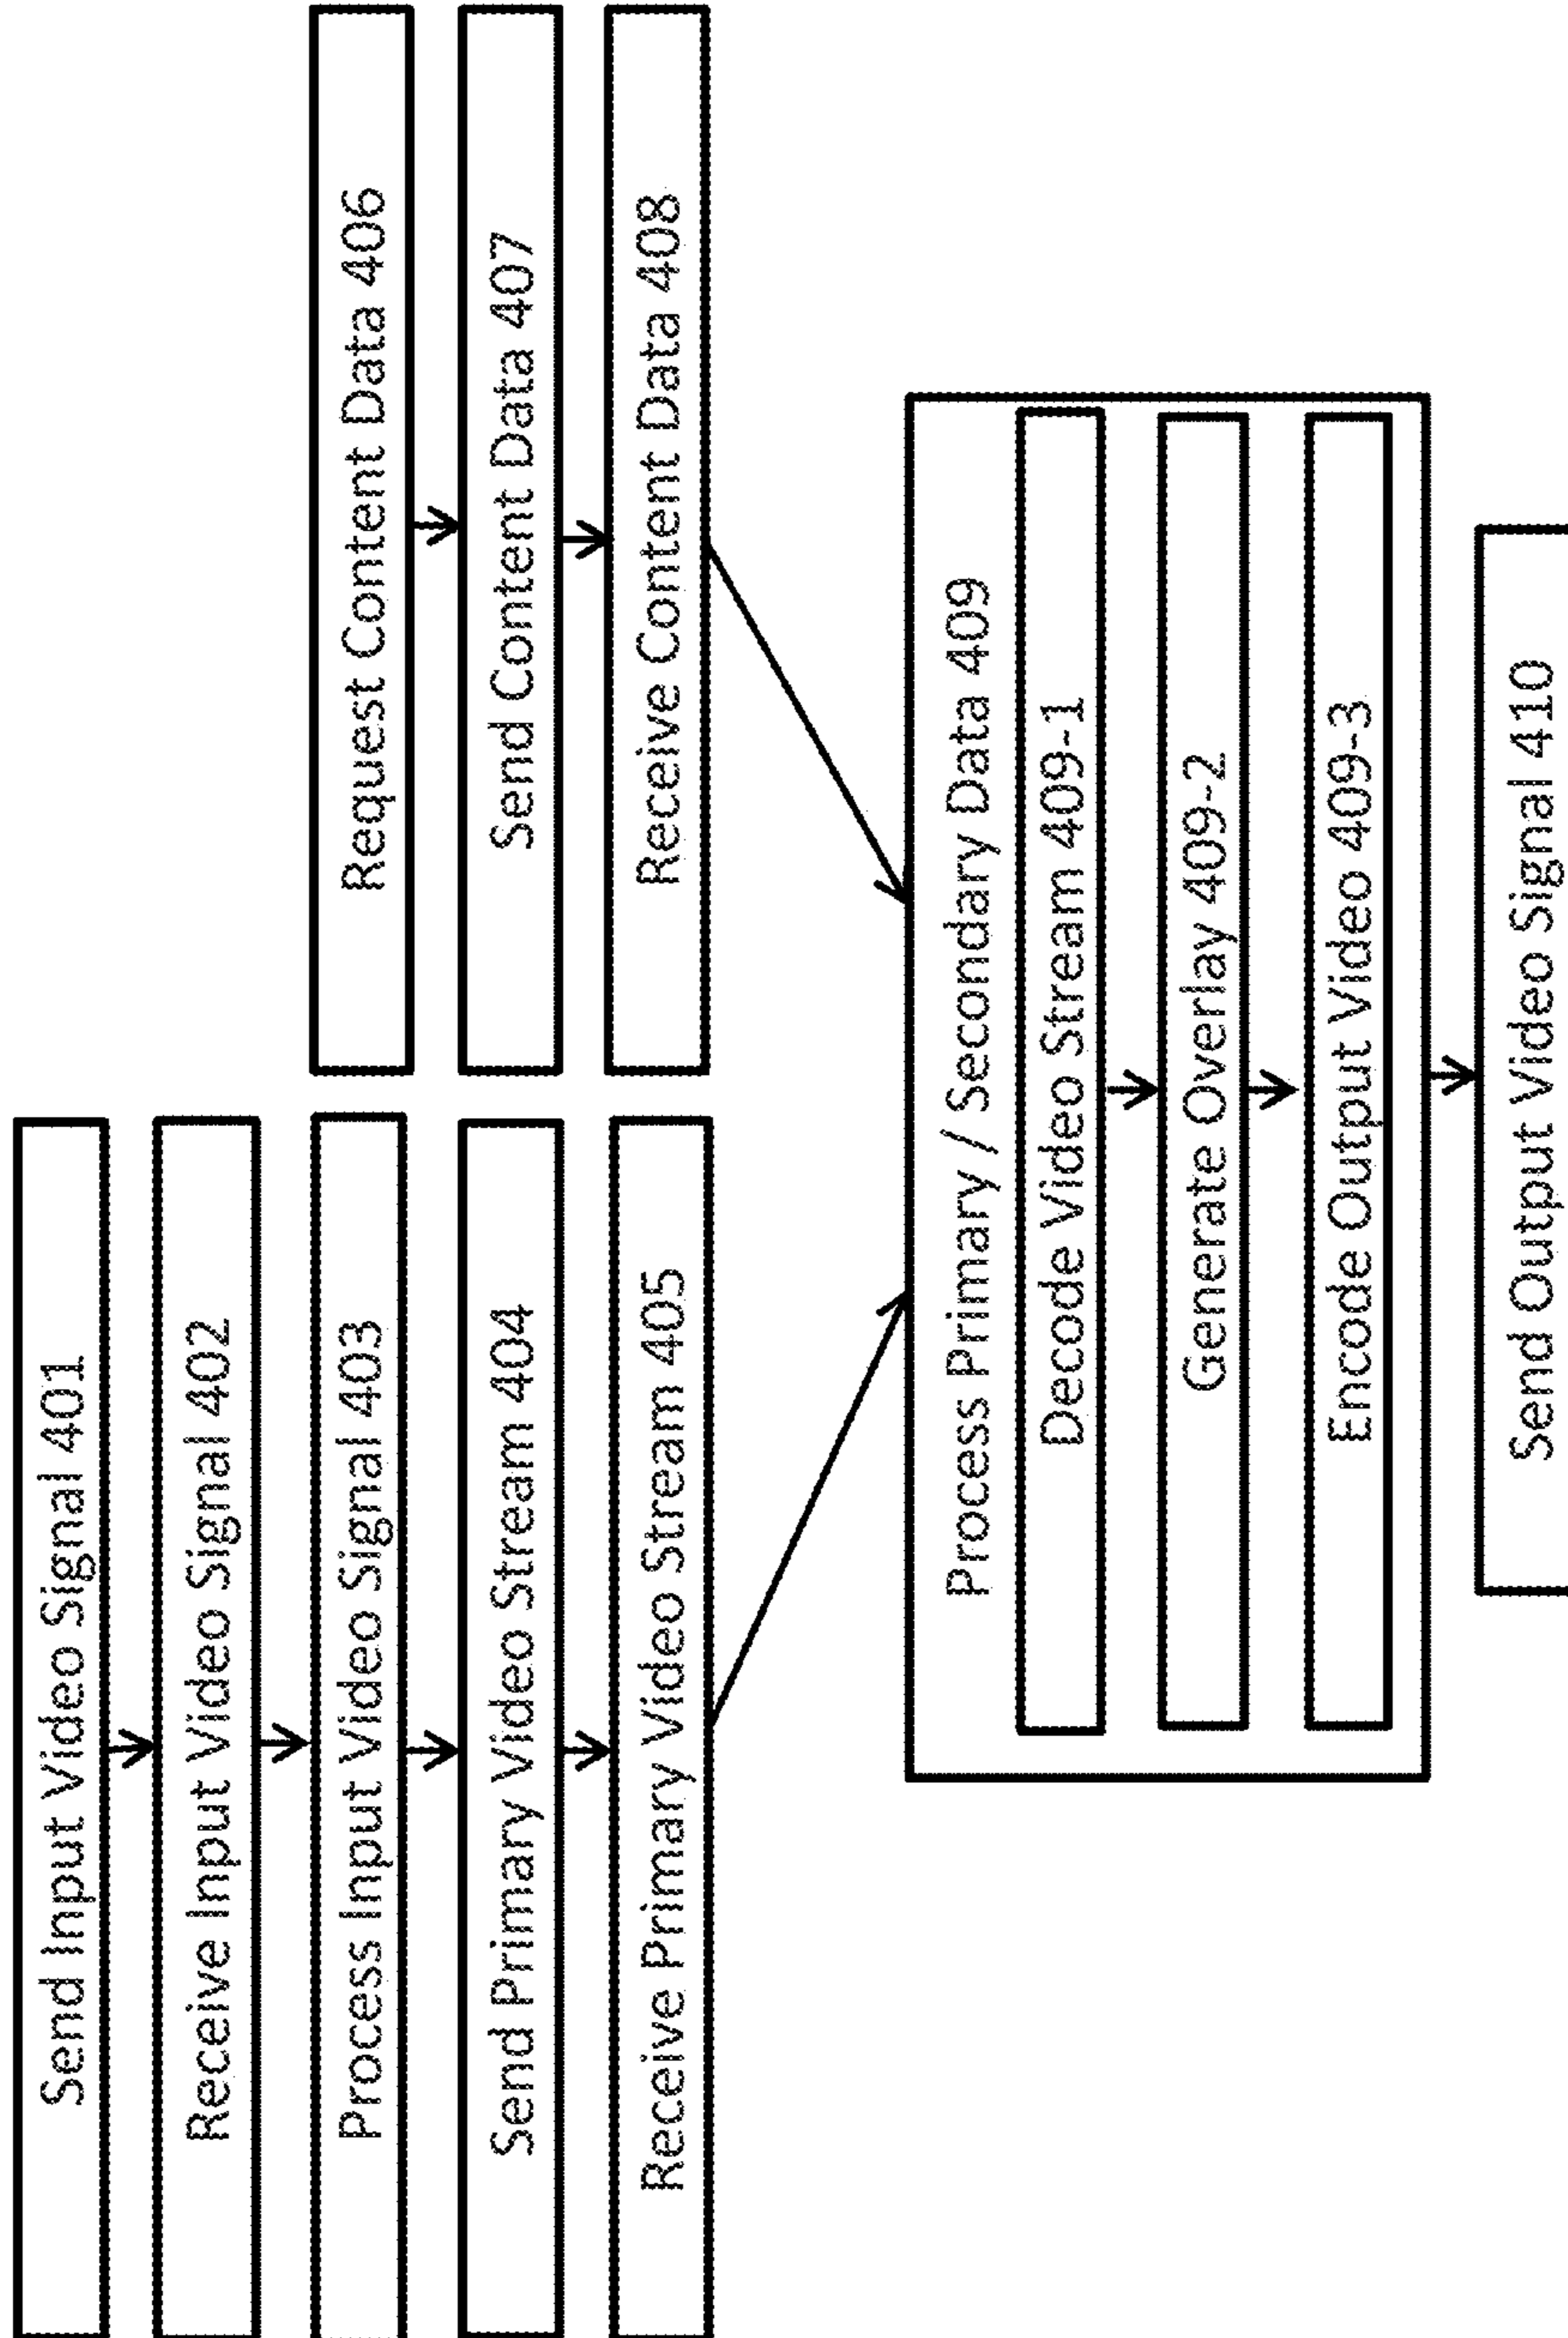 Send Input Video Signal 401
Receive Input Video Signal 402
Process Input Video Signal 403
Send Primary Video Stream 404
Receive Primary Video Stream 405
Request Content Data 406
Send Content Data 407
Receive Content Data 408
Process Primary / Secondary Data 409
Decode Video Stream 409-1
Generate Overlay 409-2
Encode Output Video 409-3
Send Output Video Signal 410